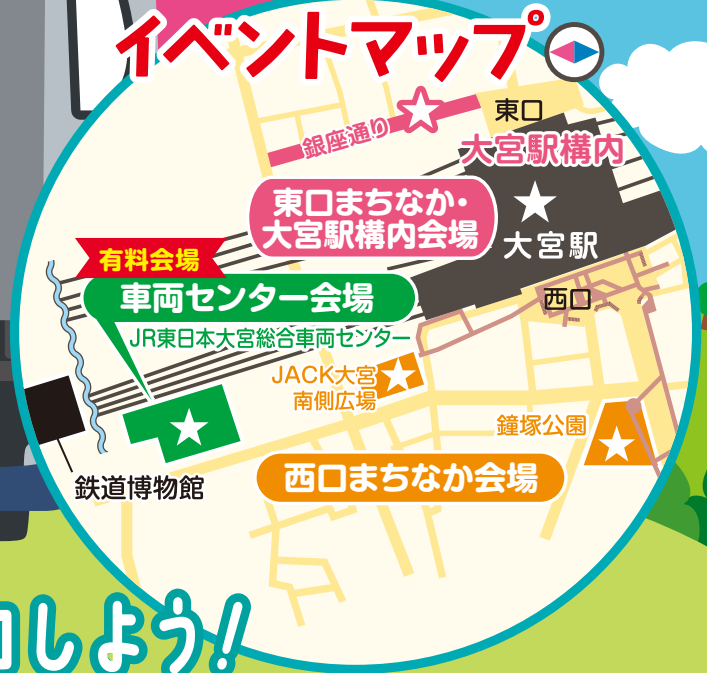 イベントマップ
東口
銀座通り
大宮駅構内
東口まちなか・
大宮駅構内会場
大宮駅
有料会場
車両センター会場
西口
JR東日本大宮総合車両センター
JACK大宮
南側広場
鐘塚公園
西口まちなか会場
鉄道博物館
しよう!